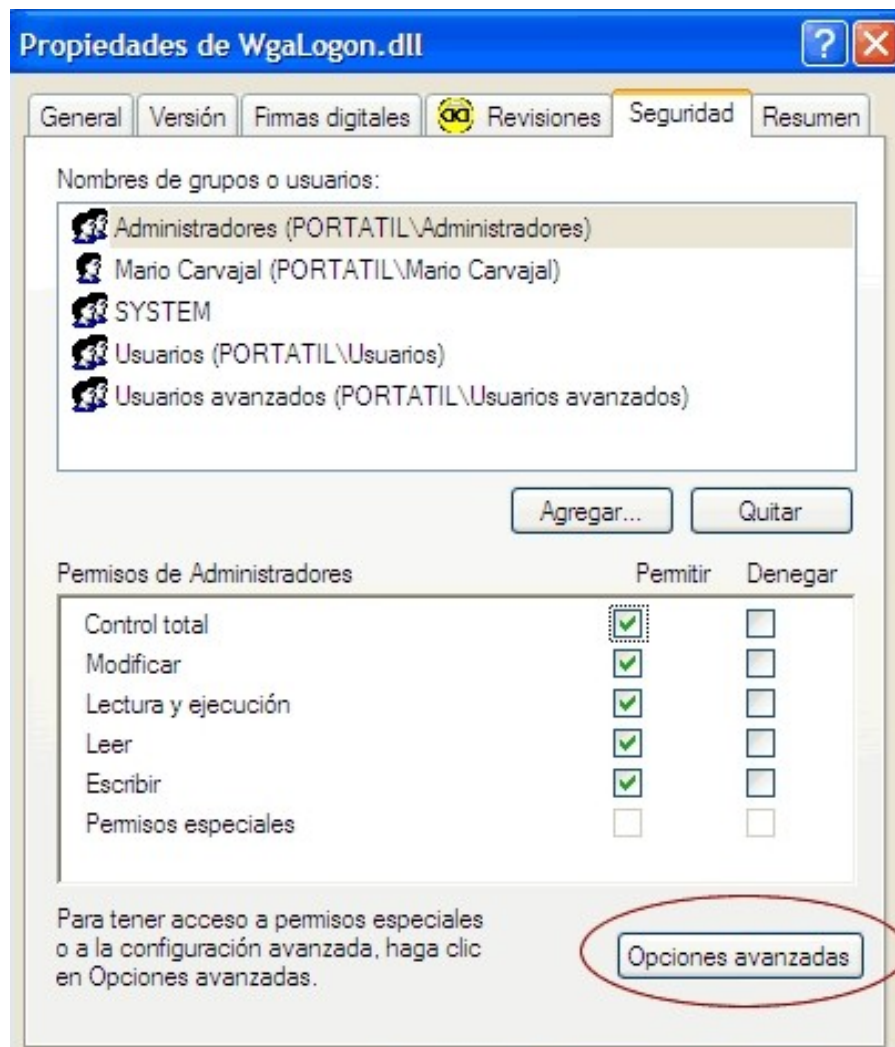 Propiedades de WgaLogon.dll
General Versión Firmas digitales Revisiones Seguridad Resumen
Nombres de grupos o usuarios:
Administradores (PORTATIL\Administradores)
Mario Carvajal (PORTATIL\Mario Carvajal)
SYSTEM
Usuarios (PORTATIL\Usuarios)
Usuarios avanzados (PORTATIL\Usuarios avanzados)
Agregar... Quitar
Permisos de Administradores Permitir Denegar
Control total
Modificar
Lectura y ejecución
Leer
Escribir
Permisos especiales
Para tener acceso a permisos especiales
o a la configuración avanzada, haga clic
en Opciones avanzadas.
Opciones avanzadas